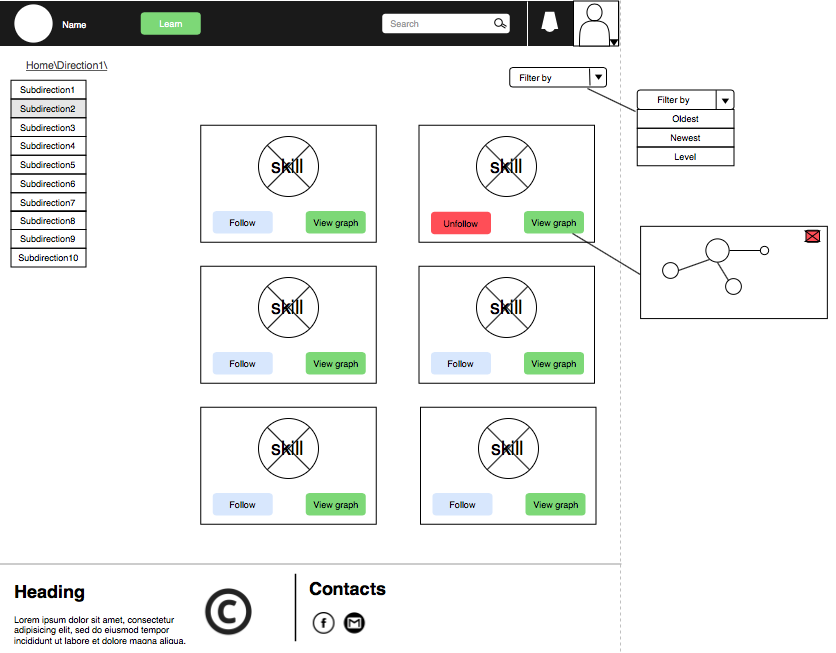 Name
Learn
Search
Home\Direction1\
Filter by
Subdirection1
Subdirection2
Subdirection3
Subdirection4
Subdirection5
Subdirection6
Subdirection7
Subdirection8
Subdirection9
Subdirection10
Filter by
Oldest
Newest
Level
skill
Follow
View graph
skill
Unfollow
View graph
skill
Follow
View graph
skill
Follow
View graph
skill
Follow
View graph
skill
Follow
View graph
Heading
Lorem ipsum dolor sit amet, consectetur
adipisicing elit, sed do eiusmod tempor
incididunt ut labore et dolore magna aliqua.
C
Contacts
f
M